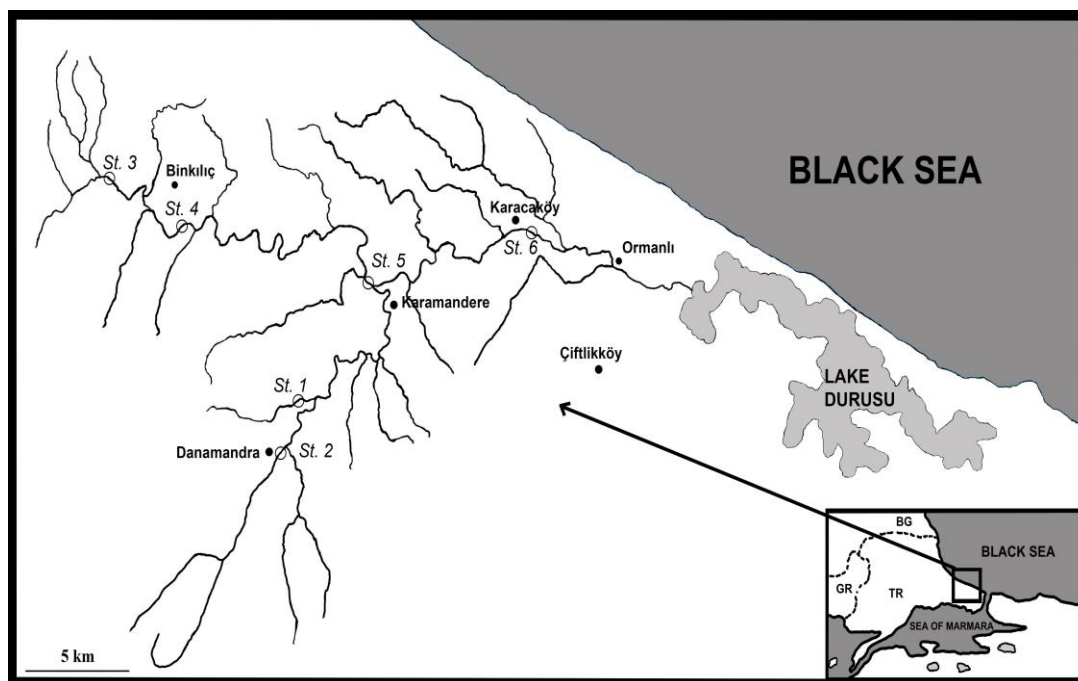 BLACK SEA
St. 3
Binkılıç
St. 4
Karacaköy
St. 6
Ormanlı
St. 5
Karamandere
Çiftlikköy
LAKE
DURUSU
St. 1
Danamandra
St. 2
5 km
BG
BLACK SEA
GR
TR
SEA OF MARMARA